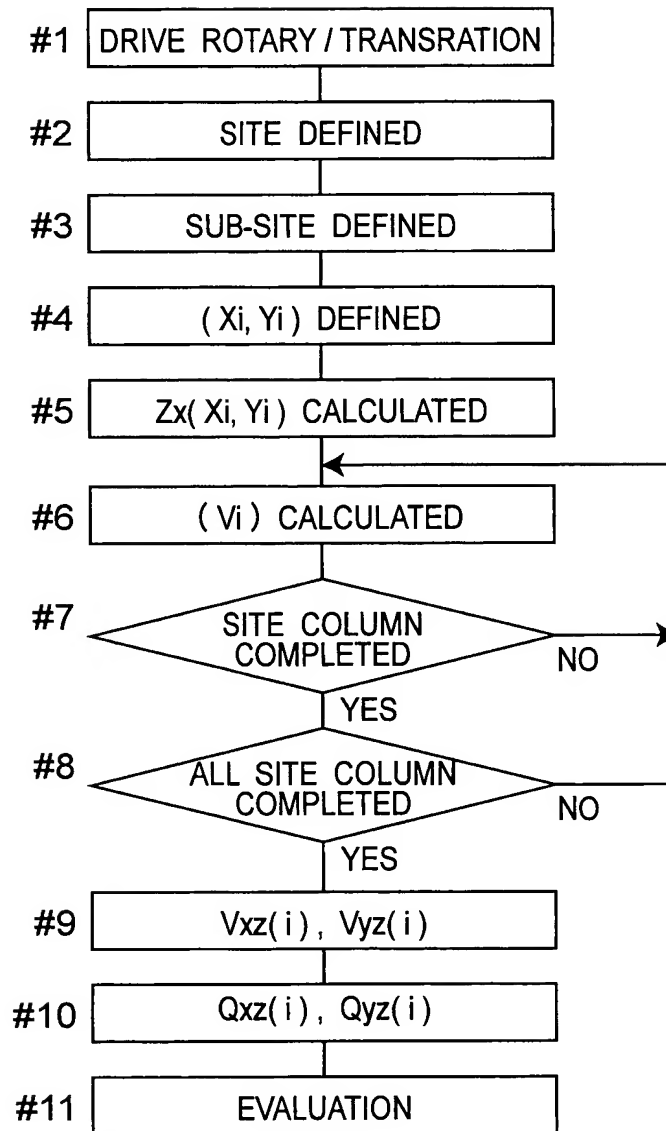 #1 DRIVE ROTARY / TRANSRATION
#2 SITE DEFINED
#3 SUB-SITE DEFINED
#4 ( Xi, Yi ) DEFINED
#5 Zx( Xi, Yi ) CALCULATED
#6 ( Vi ) CALCULATED
#7 SITE COLUMN
COMPLETED
NO
YES
#8 ALL SITE COLUMN
COMPLETED
NO
YES
#9 Vxz( i ) , Vyz( i )
#10 Qxz( i ) , Qyz( i )
#11 EVALUATION